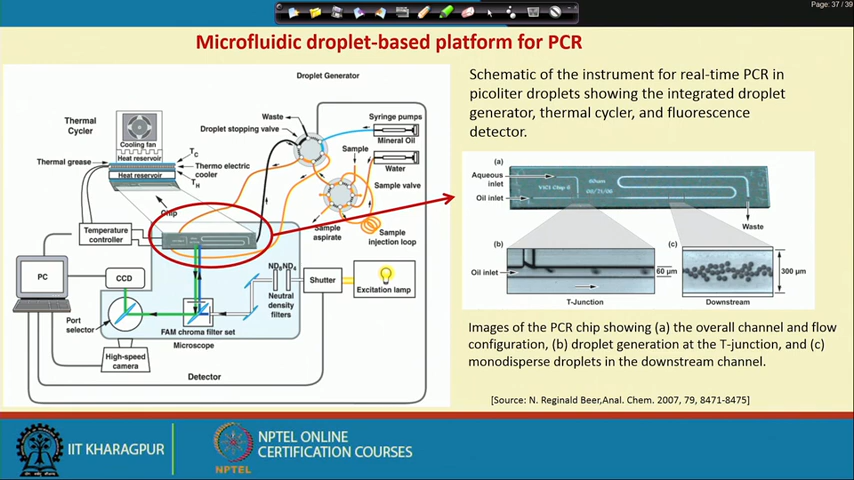 Page: 37 / 39
Microfluidic droplet-based platform for PCR
Droplet Generator
Thermal
Cycler
Waste
Droplet stopping valve
Syringe pumps
Mineral Oil
Cooling fan
Heat reservoir
Thermal grease
TC
Thermo electric
cooler
Heat reservoir
TH
Sample
Water
Sample valve
Chip
Sample
aspirate
Sample
injection loop
Temperature
controller
PC
CCD
Port
selector
High-speed
camera
FAM chroma filter set
Microscope
ND ND4
Neutral
density
filters
Shutter
Excitation lamp
Detector
Schematic of the instrument for real-time PCR in
picoliter droplets showing the integrated droplet
generator, thermal cycler, and fluorescence
detector.
(a)
Aqueous
inlet
Oil inlet
60um
Waste
(b)
Oil inlet
60 μm
T-Junction
(c)
300 μm
Downstream
Images of the PCR chip showing (a) the overall channel and flow
configuration, (b) droplet generation at the T-junction, and (c)
monodisperse droplets in the downstream channel.
[Source: N. Reginald Beer,Anal. Chem. 2007, 79, 8471-8475]
IIT KHARAGPUR
NPTEL
NPTEL ONLINE
CERTIFICATION COURSES